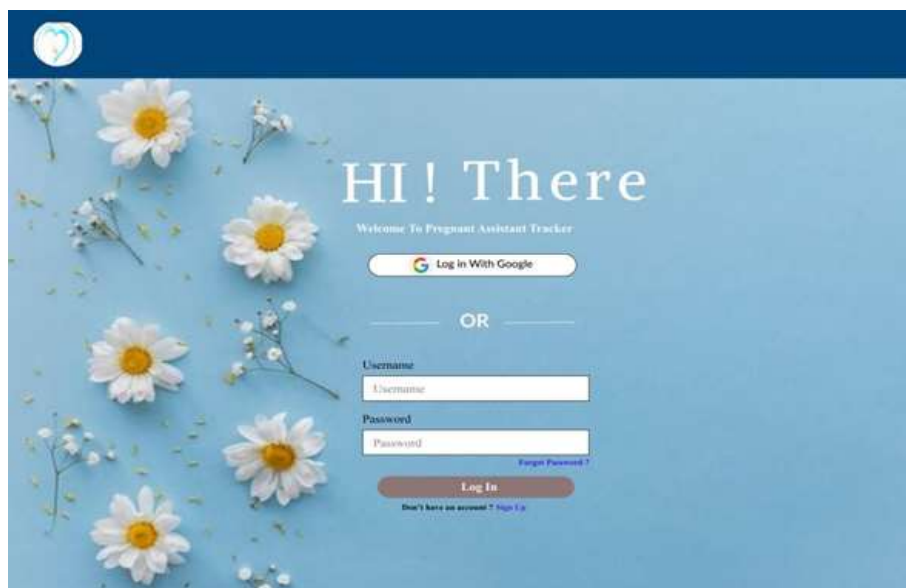 HI! There
Welcome To Pregnant Assistant Tracker
Log in With Google
OR
Username
Username
Password
Password
Forgot Password ?
Log In
Don't have an account ? Sign Up